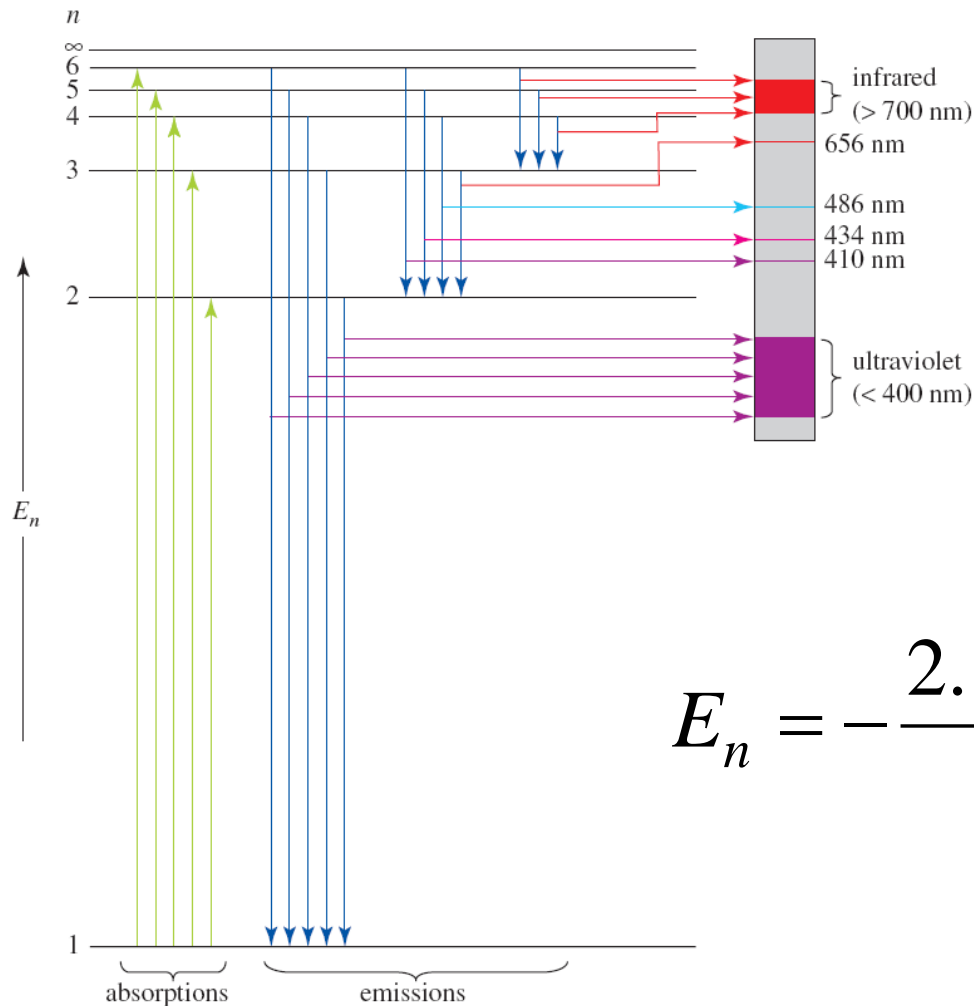 n
∞
6
5
4
3
2
1
E_n
absorptions
emissions
infrared
(> 700 nm)
656 nm
486 nm
434 nm
410 nm
ultraviolet
(< 400 nm)
E_n = − 2.